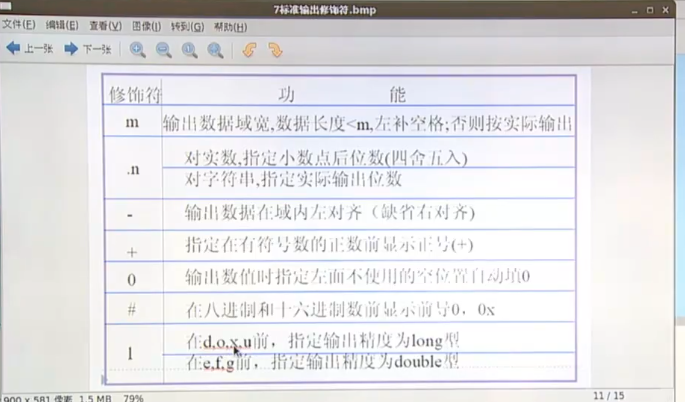 7标准输出修饰符.bmp
文件(F) 编辑(E) 查看(V) 图像(I) 转到(G) 帮助(H)
上一张 下一张
修饰符 功 能
m 输出数据域宽,数据长度<m,左补空格;否则按实际输出
.n 对实数,指定小数点后位数(四舍五入)
对字符串,指定实际输出位数
- 输出数据在域内左对齐（缺省右对齐)
+ 指定在有符号数的正数前显示正号(+)
0 输出数值时指定左面不使用的空位置自动填0
# 在八进制和十六进制数前显示前导0，0x
l 在d,o,x,u前，指定输出精度为long型
在e,f,g前，指定输出精度为double型
900 x 581 像素 1.5 MB 79% 11 / 15